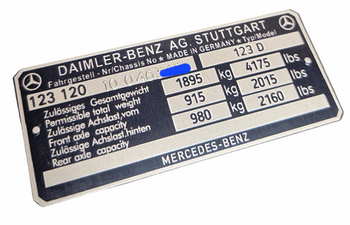 DAIMLER-BENZ AG. STUTTGART
Fahrgestell-Nr/Chassis No ★ MADE IN GERMANY ★ Typ/Model
123 120 10 046 123 D
Zulässiges Gesamtgewicht
Permissible total weight 1895 kg 4175 lbs
Zulässige Achslast,vorn
Front axle capacity 915 kg 2015 lbs
Zulässige Achslast,hinten
Rear axle capacity 980 kg 2160 lbs
MERCEDES-BENZ